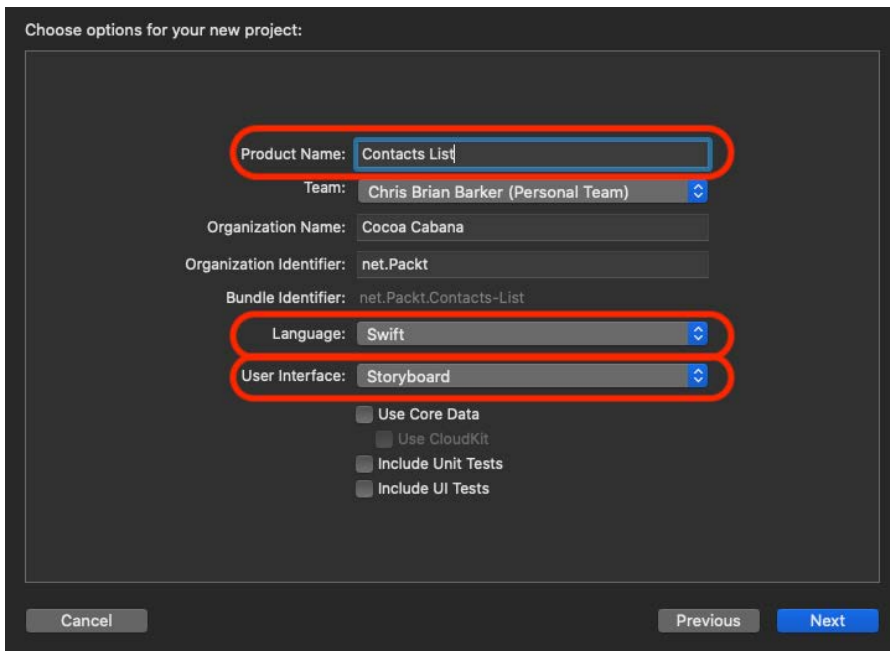 Choose options for your new project:
Product Name: Contacts List
Team: Chris Brian Barker (Personal Team)
Organization Name: Cocoa Cabana
Organization Identifier: net.Packt
Bundle Identifier: net.Packt.Contacts-List
Language: Swift
User Interface: Storyboard
Use Core Data
Use CloudKit
Include Unit Tests
Include UI Tests
Cancel Previous Next